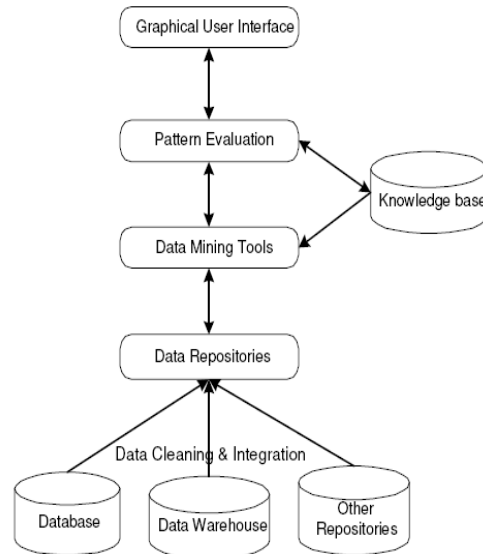 Graphical User Interface
Pattern Evaluation
Knowledge base
Data Mining Tools
Data Repositories
Data Cleaning & Integration
Database
Data Warehouse
Other
Repositories